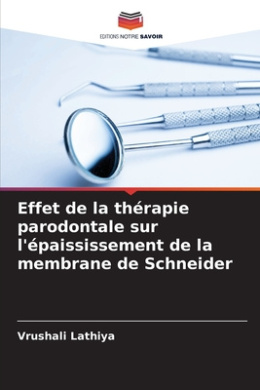 EDITIONS NOTRE SAVOIR
Effet de la thérapie
parodontale sur
l'épaississement de la
membrane de Schneider
Vrushali Lathiya